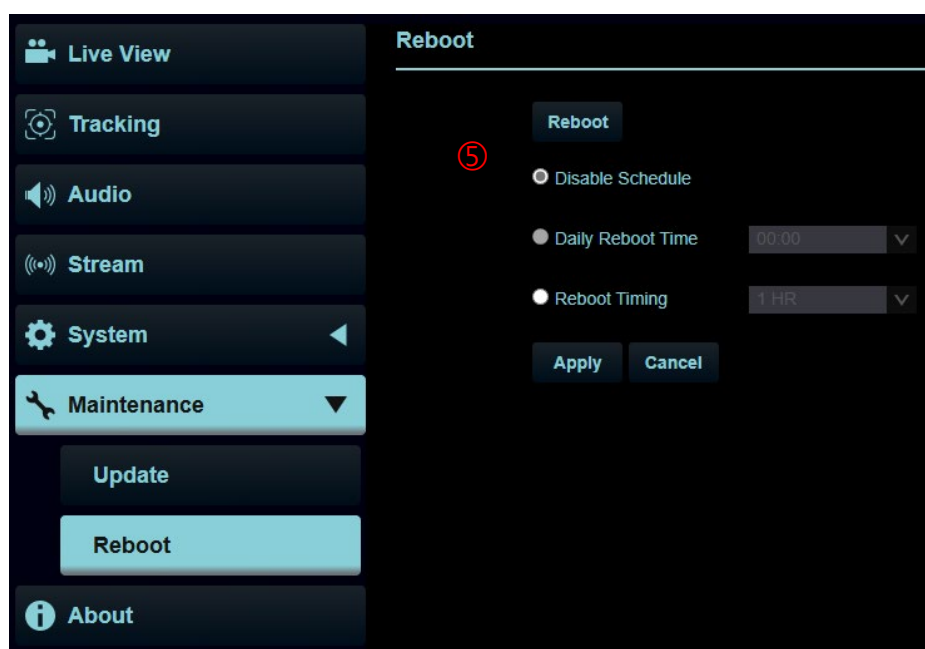 Live View
Tracking
Audio
Stream
System
Maintenance
Update
Reboot
About
Reboot
Reboot
⑤
Disable Schedule
Daily Reboot Time 00:00
Reboot Timing 1 HR
Apply Cancel